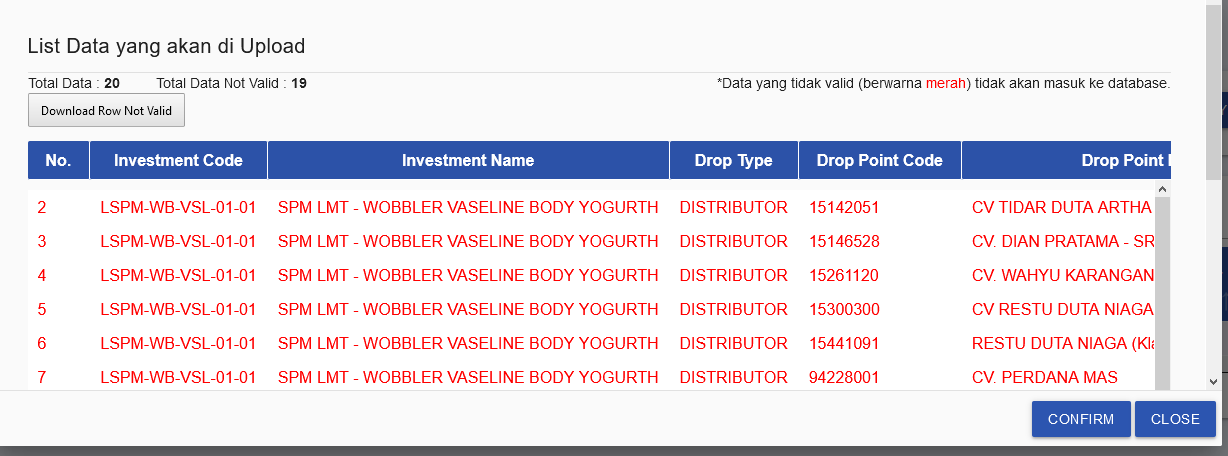 List Data yang akan di Upload
Total Data : 20 Total Data Not Valid : 19 *Data yang tidak valid (berwarna merah) tidak akan masuk ke database.
Download Row Not Valid
No. Investment Code Investment Name Drop Type Drop Point Code Drop Point
2 LSPM-WB-VSL-01-01 SPM LMT - WOBBLER VASELINE BODY YOGURTH DISTRIBUTOR 15142051 CV TIDAR DUTA ARTHA
3 LSPM-WB-VSL-01-01 SPM LMT - WOBBLER VASELINE BODY YOGURTH DISTRIBUTOR 15146528 CV. DIAN PRATAMA - SR
4 LSPM-WB-VSL-01-01 SPM LMT - WOBBLER VASELINE BODY YOGURTH DISTRIBUTOR 15261120 CV. WAHYU KARANGAN
5 LSPM-WB-VSL-01-01 SPM LMT - WOBBLER VASELINE BODY YOGURTH DISTRIBUTOR 15300300 CV RESTU DUTA NIAGA
6 LSPM-WB-VSL-01-01 SPM LMT - WOBBLER VASELINE BODY YOGURTH DISTRIBUTOR 15441091 RESTU DUTA NIAGA (Kla
7 LSPM-WB-VSL-01-01 SPM LMT - WOBBLER VASELINE BODY YOGURTH DISTRIBUTOR 94228001 CV. PERDANA MAS
CONFIRM CLOSE